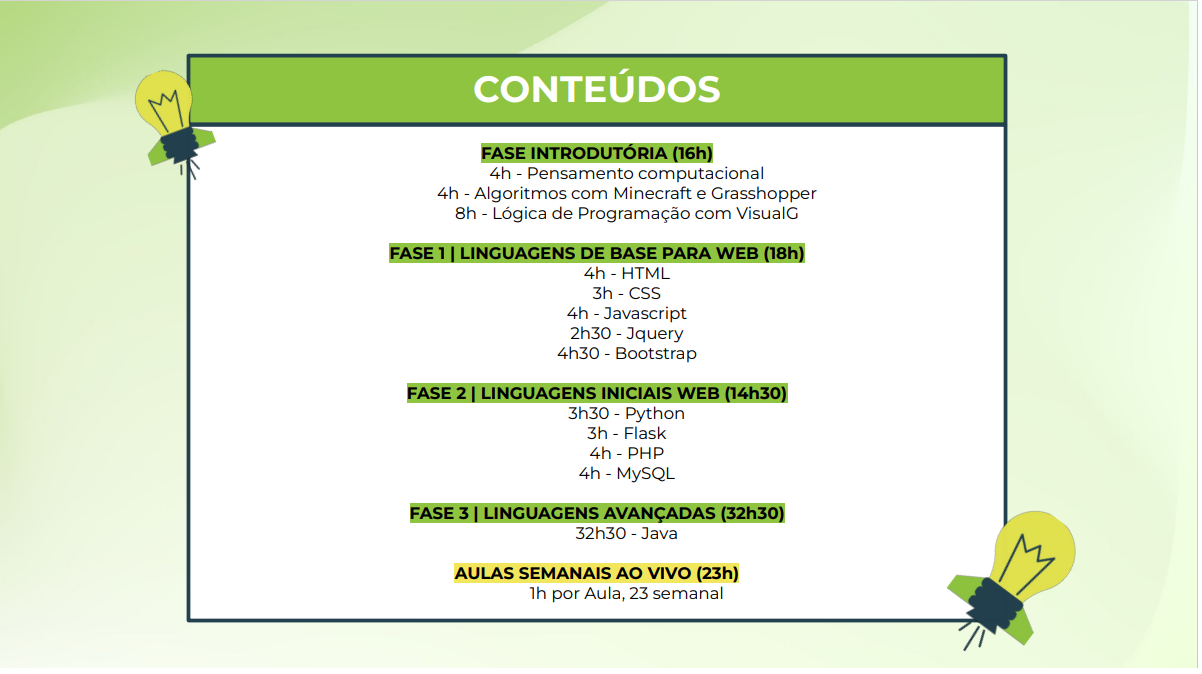 CONTEÚDOS
FASE INTRODUTÓRIA (16h)
4h - Pensamento computacional
4h - Algoritmos com Minecraft e Grasshopper
8h - Lógica de Programação com VisualG
FASE 1 | LINGUAGENS DE BASE PARA WEB (18h)
4h - HTML
3h - CSS
4h - Javascript
2h30 - Jquery
4h30 - Bootstrap
FASE 2 | LINGUAGENS INICIAIS WEB (14h30)
3h30 - Python
3h - Flask
4h - PHP
4h - MySQL
FASE 3 | LINGUAGENS AVANÇADAS (32h30)
32h30 - Java
AULAS SEMANAIS AO VIVO (23h)
1h por Aula, 23 semanal